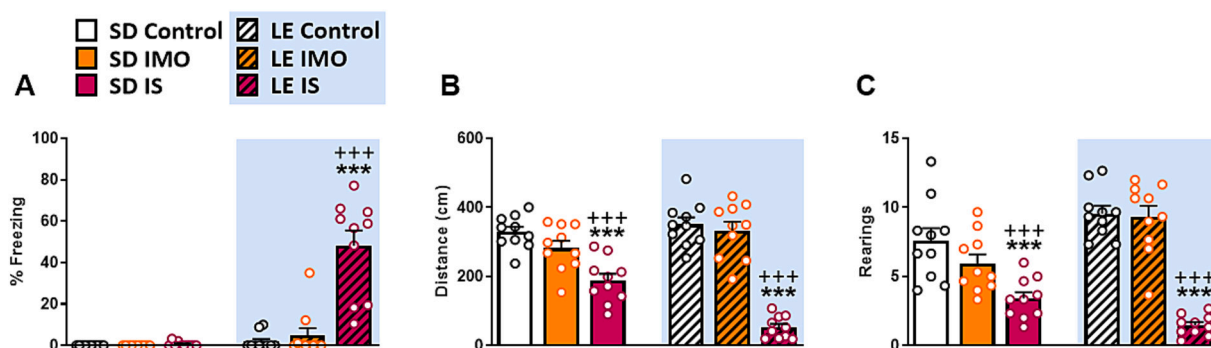 SD Control
SD IMO
SD IS
LE Control
LE IMO
LE IS
A
% Freezing
100
80
60
40
20
0
+++
***
B
Distance (cm)
600
400
200
0
+++
***
+++
***
C
Rearings
15
10
5
0
+++
***
+++
***